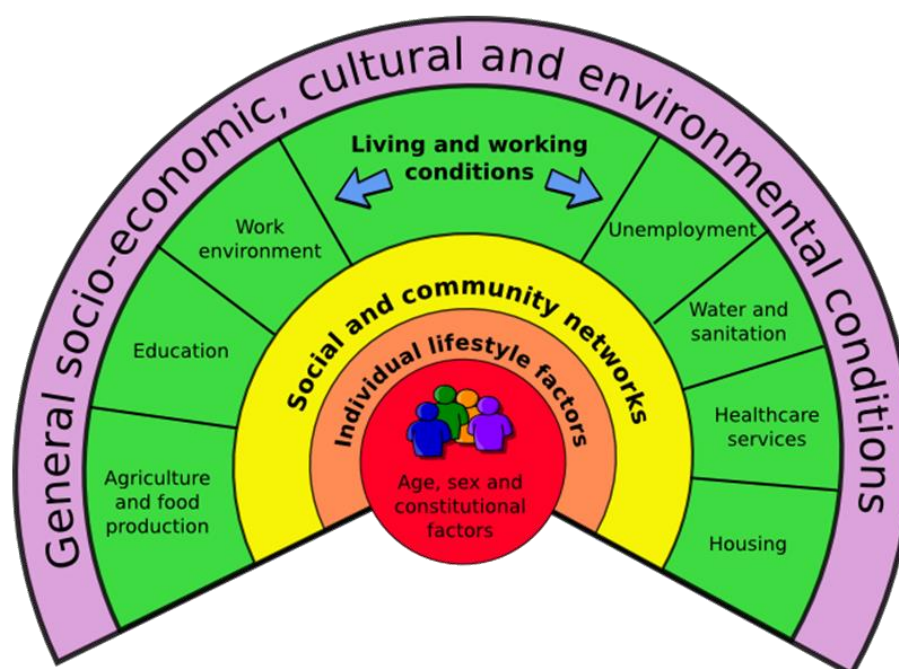 General socio-economic, cultural and environmental conditions
Living and working
conditions
Work
environment
Unemployment
Education
Water and
sanitation
Agriculture
and food
production
Healthcare
services
Housing
Social and community networks
Individual lifestyle factors
Age, sex and
constitutional
factors